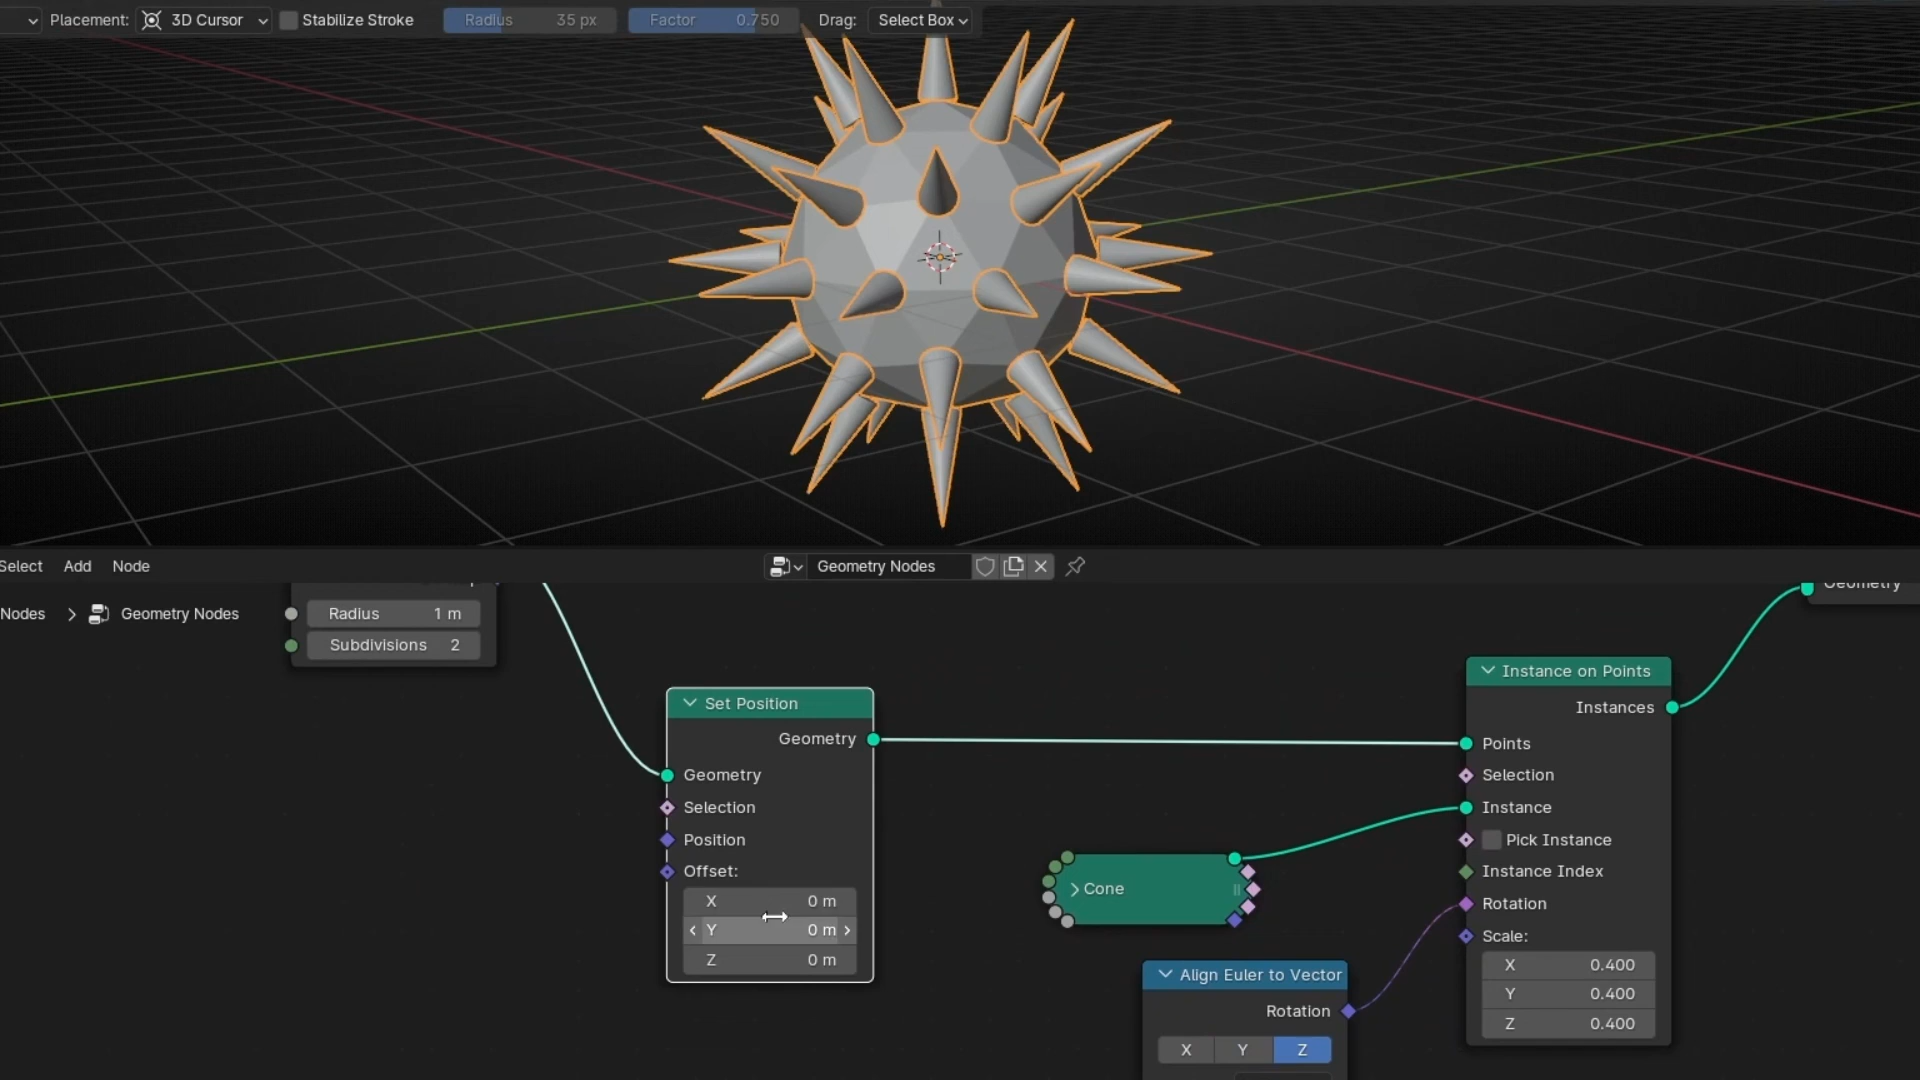 Placement: 3D Cursor Stabilize Stroke Radius 35 px Factor 0.750 Drag: Select Box
Select Add Node Geometry Nodes
Nodes > Geometry Nodes
Radius 1 m
Subdivisions 2
Geometry
Set Position
Geometry
Geometry
Selection
Position
Offset:
X 0 m
Y 0 m
Z 0 m
Cone
Align Euler to Vector
Rotation
X Y Z
Instance on Points
Instances
Points
Selection
Instance
Pick Instance
Instance Index
Rotation
Scale:
X 0.400
Y 0.400
Z 0.400